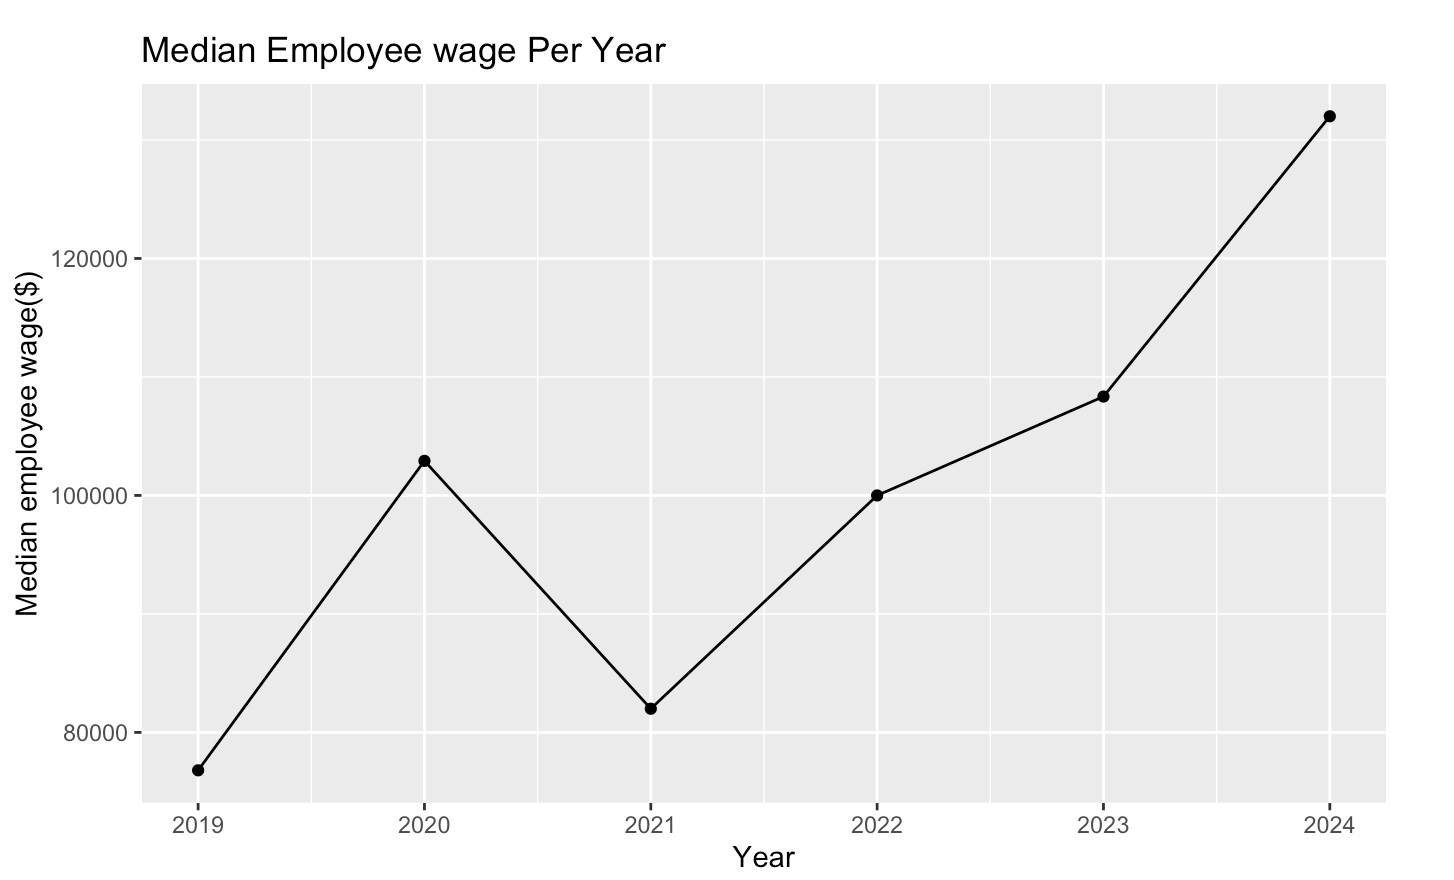 Median Employee wage Per Year
Median employee wage($)
120000
100000
80000
2019 2020 2021 2022 2023 2024
Year